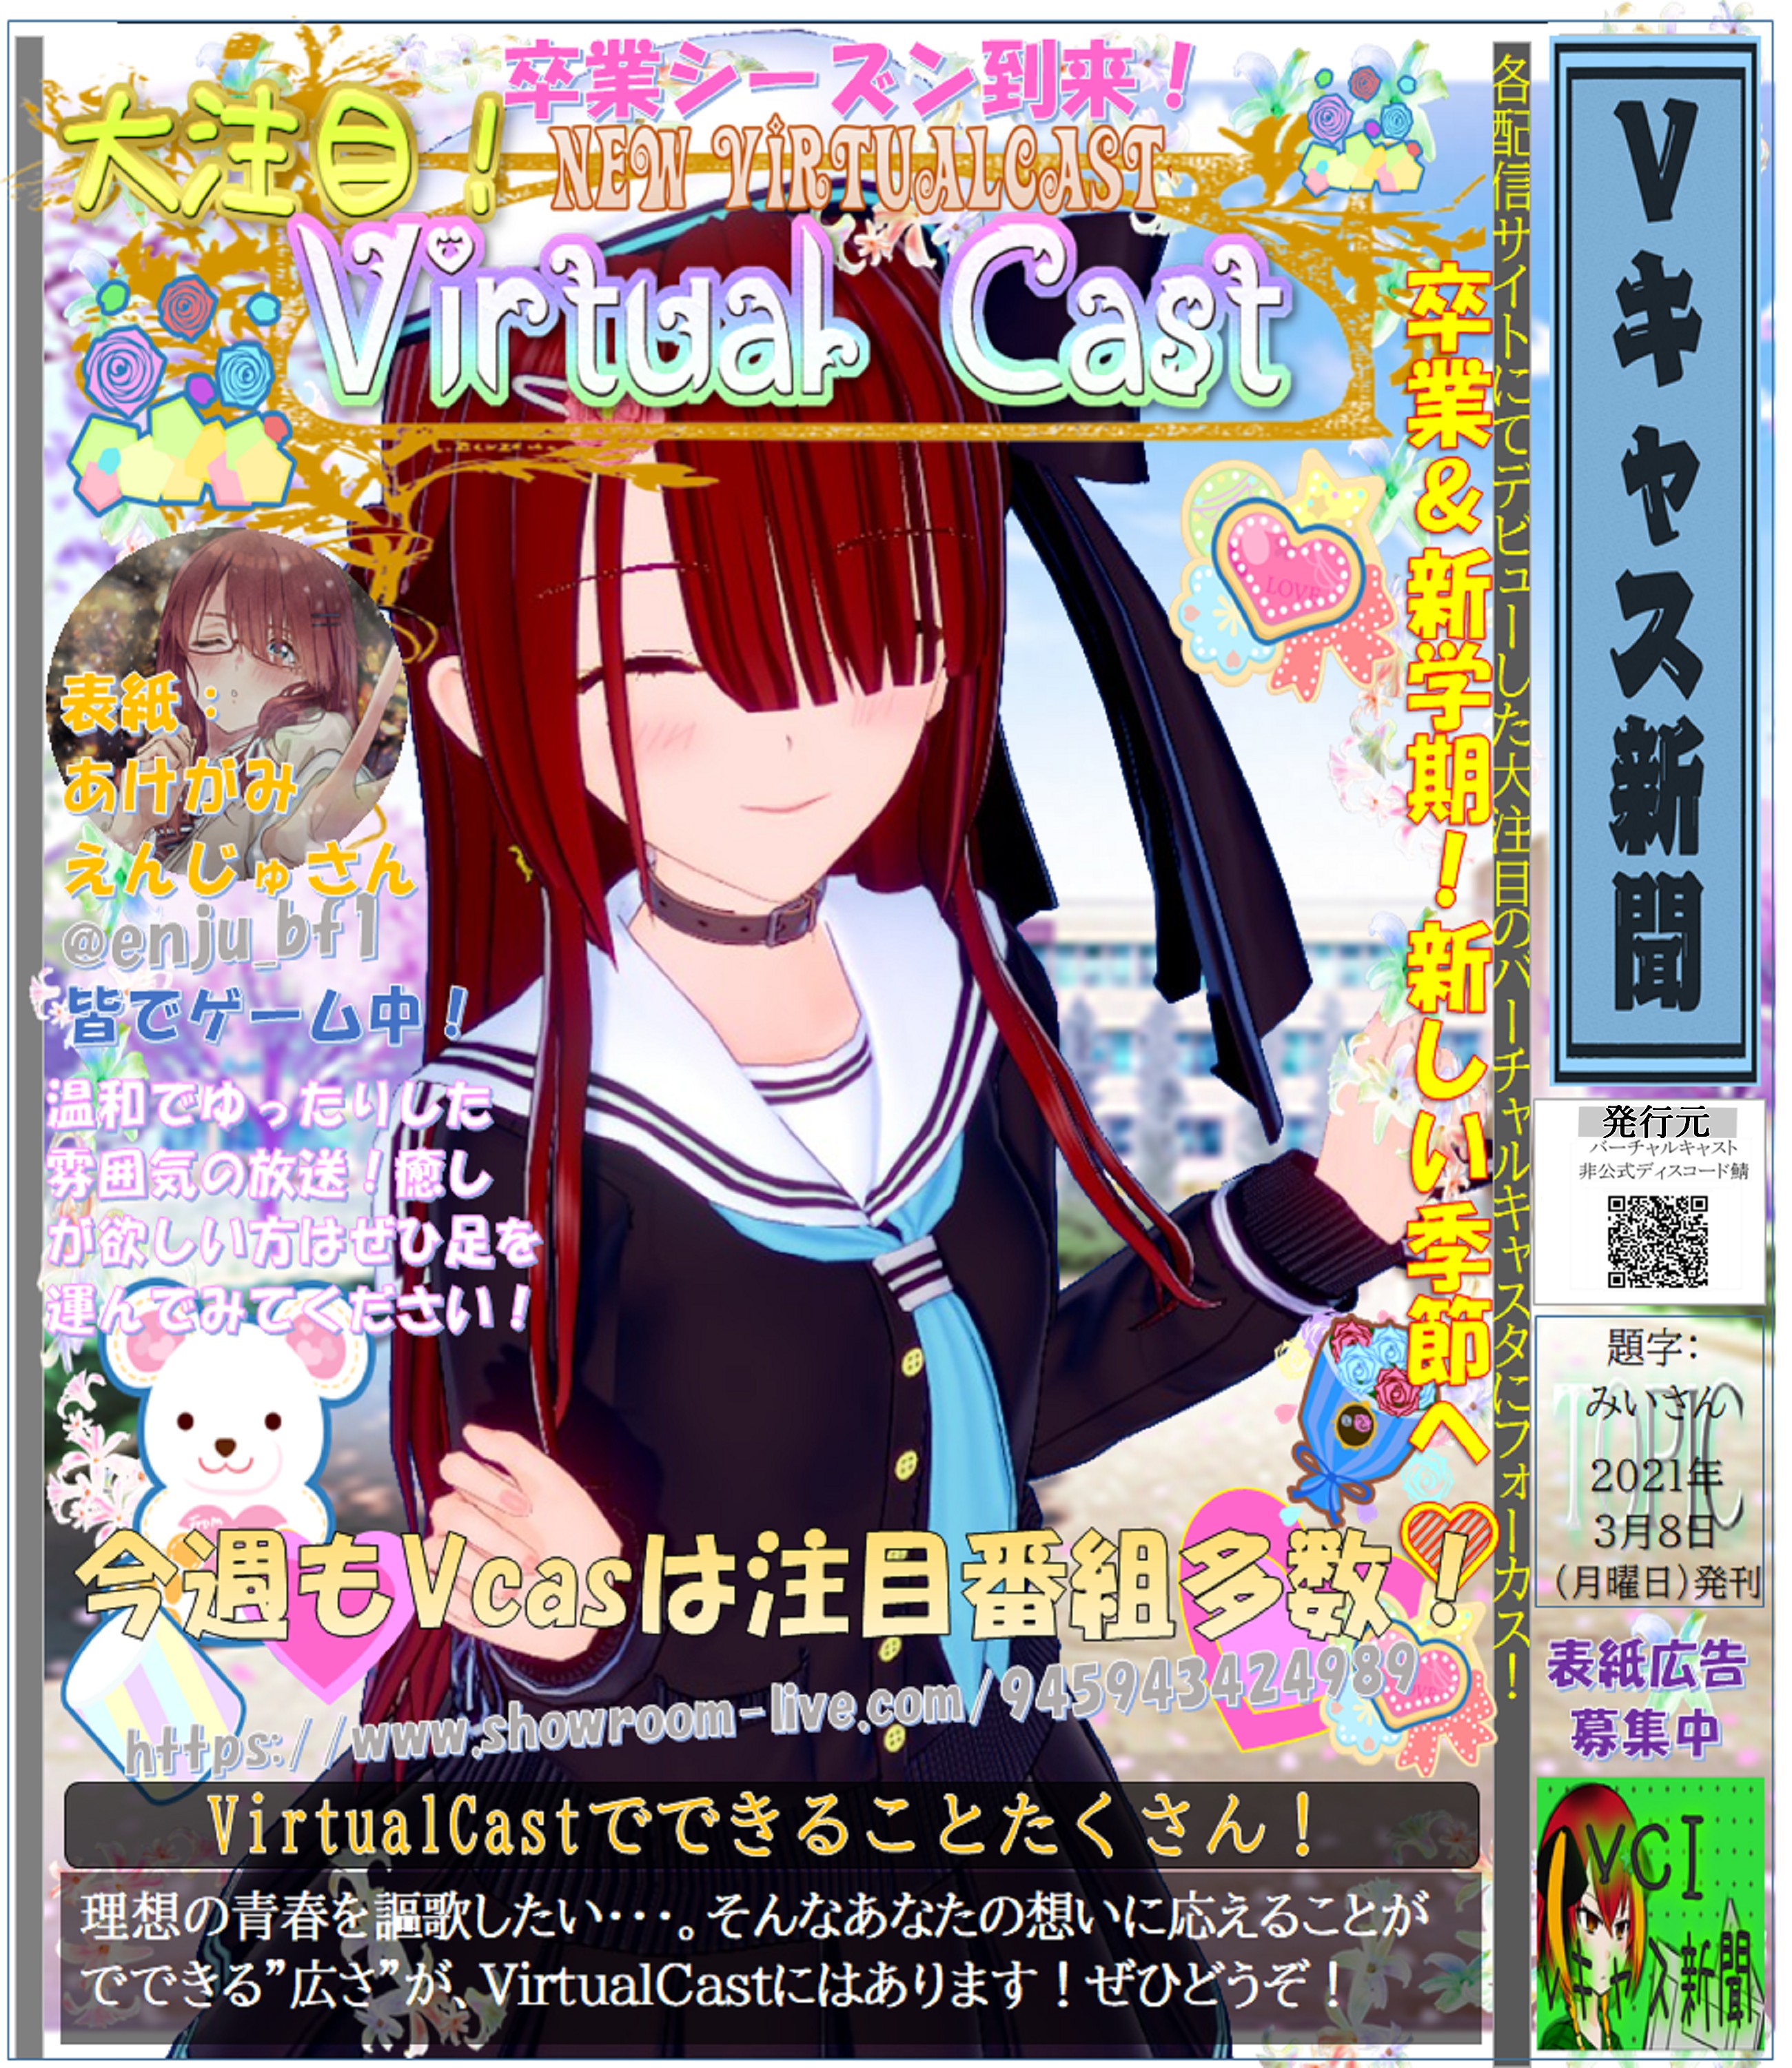 卒業シーズン到来！
大注目！
NEW ViRTUALCAST
Virtual Cast
Vキャス新聞
各配信サイトにてデビューした大注目のバーチャルキャスタにフォーカス！
卒業&新学期！新しい季節へ
LOVE
表紙：
あけがみ
えんじゅさん
@enju_bf1
皆でゲーム中！
温和でゆったりした
雰囲気の放送！癒し
が欲しい方はぜひ足を
運んでみてください！
From
発行元
バーチャルキャスト
非公式ディスコード鯖
題字：
みいさん
TOPIC
2021年
3月8日
（月曜日）発刊
今週もVcasは注目番組多数！
https://www.showroom-live.com/945943424989
表紙広告
募集中
VirtualCastでできることたくさん！
理想の青春を謳歌したい・・・。そんなあなたの想いに応えることが
でできる”広さ”が、VirtualCastにはあります！ぜひどうぞ！
VCI
Vキャス新聞